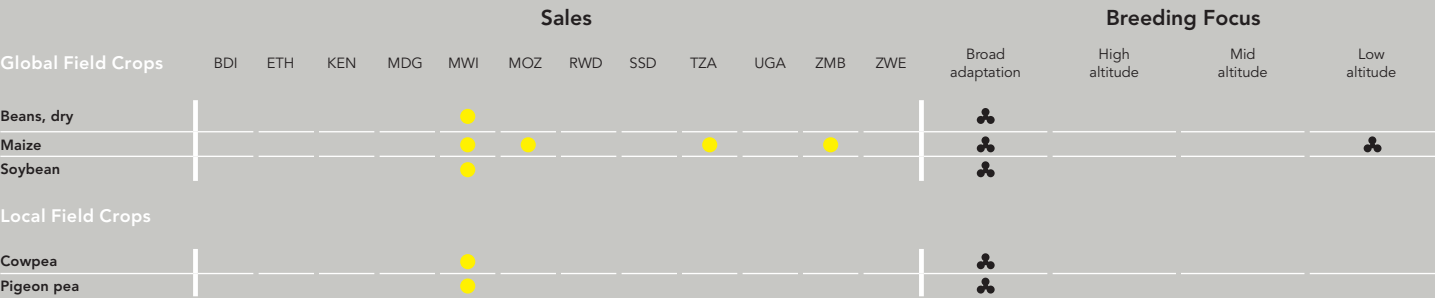 Sales Breeding Focus
Global Field Crops BDI ETH KEN MDG MWI MOZ RWD SSD TZA UGA ZMB ZWE Broad adaptation High altitude Mid altitude Low altitude
Beans, dry
Maize
Soybean
Local Field Crops
Cowpea
Pigeon pea